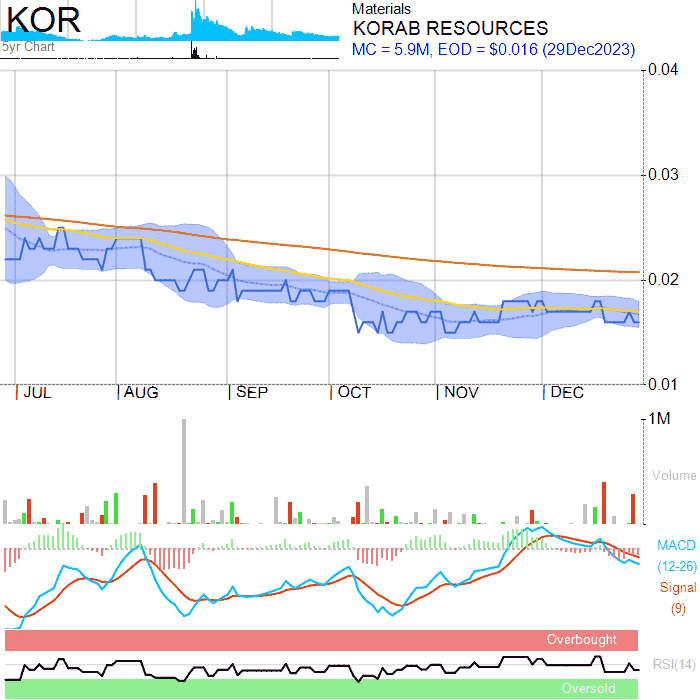 KOR
5yr Chart
Materials
KORAB RESOURCES
MC = 5.9M, EOD = $0.016 (29Dec2023)
0.04
0.03
0.02
0.01
JUL AUG SEP OCT NOV DEC
1M
Volume
MACD
(12-26)
Signal
(9)
Overbought
RSI(14)
Oversold